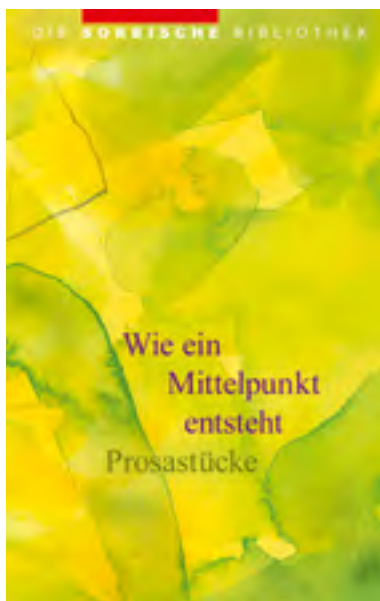 DIE SORBISCHE BIBLIOTHEK
Wie ein
Mittelpunkt
entsteht
Prosastücke